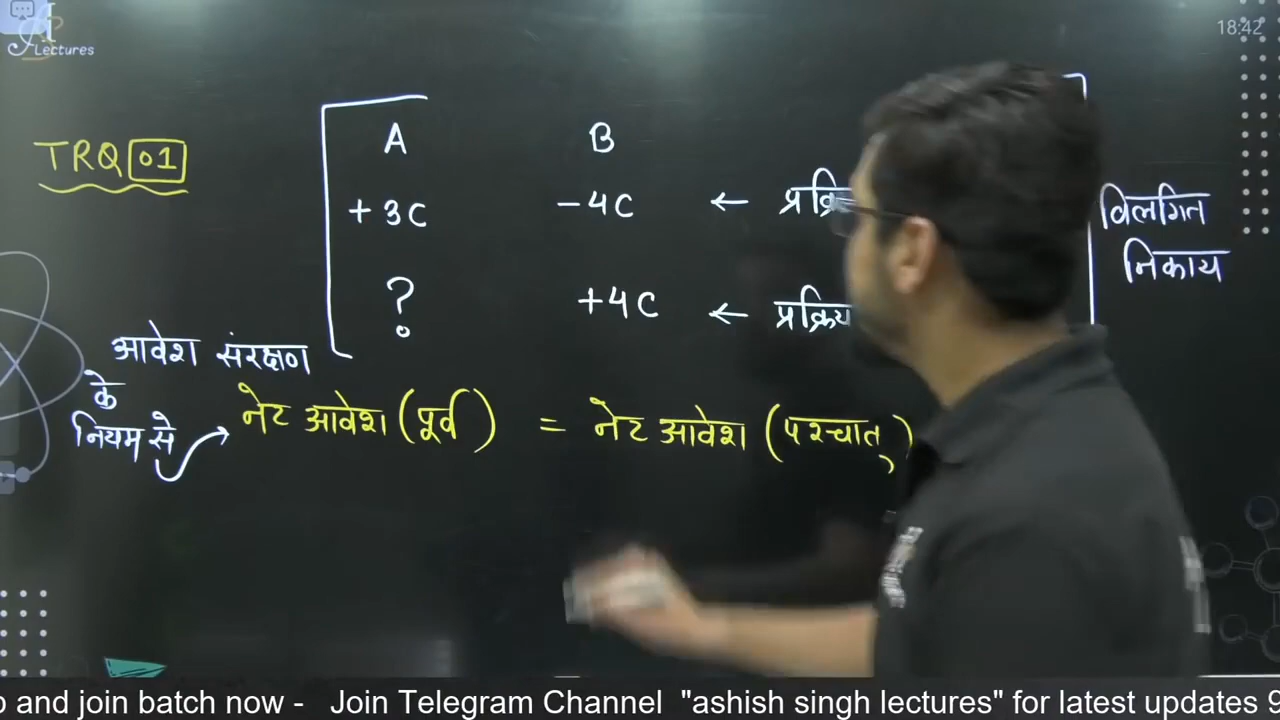 Lectures
18:42
TRQ 01
A B
+3C -4C ←
विलगित
निकाय
? +4C ←
आवेश संरक्षण
के
नियम से
नेट आवेश (पूर्व) = नेट आवेश (पश्चात्)
and join batch now - Join Telegram Channel "ashish singh lectures" for latest updates 9